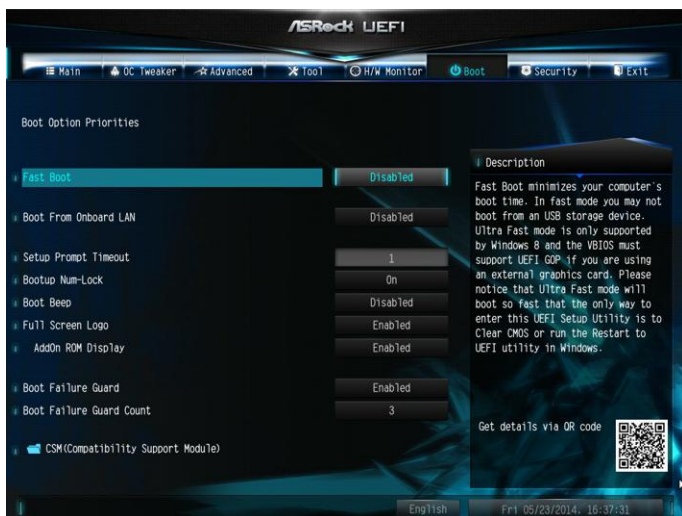 ASRock UEFI
Main OC Tweaker Advanced Tool H/W Monitor Boot Security Exit
Boot Option Priorities
Fast Boot Disabled
Boot From Onboard LAN Disabled
Setup Prompt Timeout 1
Bootup Num-Lock On
Boot Beep Disabled
Full Screen Logo Enabled
AddOn ROM Display Enabled
Boot Failure Guard Enabled
Boot Failure Guard Count 3
CSM(Compatibility Support Module)
Description
Fast Boot minimizes your computer's
boot time. In fast mode you may not
boot from an USB storage device.
Ultra Fast mode is only supported
by Windows 8 and the VBIOS must
support UEFI GOP if you are using
an external graphics card. Please
notice that Ultra Fast mode will
boot so fast that the only way to
enter this UEFI Setup Utility is to
Clear CMOS or run the Restart to
UEFI utility in Windows.
Get details via QR code
English Fri 05/23/2014, 16:37:31